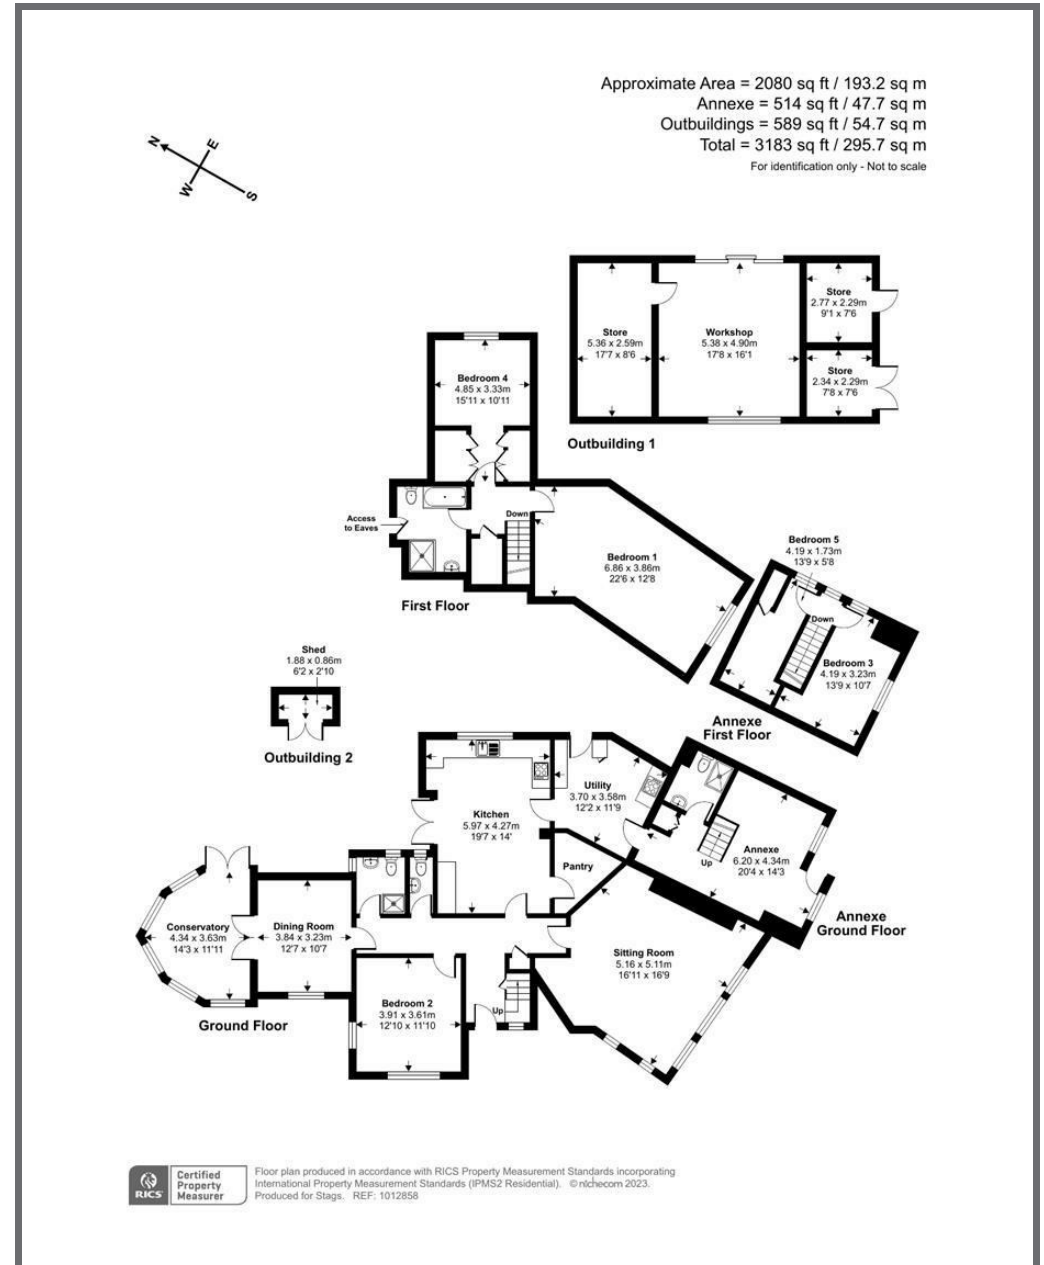 Approximate Area = 2080 sq ft / 193.2 sq m
Annexe = 514 sq ft / 47.7 sq m
Outbuildings = 589 sq ft / 54.7 sq m
Total = 3183 sq ft / 295.7 sq m
For identification only - Not to scale
N
E
W
S
Store
5.36 x 2.59m
17'7 x 8'6
Workshop
5.38 x 4.90m
17'8 x 16'1
Store
2.77 x 2.29m
9'1 x 7'6
Store
2.34 x 2.29m
7'8 x 7'6
Outbuilding 1
Bedroom 4
4.85 x 3.33m
15'11 x 10'11
Access
to Eaves
Down
Bedroom 1
6.86 x 3.86m
22'6 x 12'8
First Floor
Bedroom 5
4.19 x 1.73m
13'9 x 5'8
Down
Bedroom 3
4.19 x 3.23m
13'9 x 10'7
Annexe
First Floor
Shed
1.88 x 0.86m
6'2 x 2'10
Outbuilding 2
Utility
3.70 x 3.58m
12'2 x 11'9
Kitchen
5.97 x 4.27m
19'7 x 14'
Pantry
Up
Annexe
6.20 x 4.34m
20'4 x 14'3
Annexe
Ground Floor
Conservatory
4.34 x 3.63m
14'3 x 11'11
Dining Room
3.84 x 3.23m
12'7 x 10'7
Sitting Room
5.16 x 5.11m
16'11 x 16'9
Bedroom 2
3.91 x 3.61m
12'10 x 11'10
Up
Ground Floor
RICS
Certified
Property
Measurer
Floor plan produced in accordance with RICS Property Measurement Standards incorporating
International Property Measurement Standards (IPMS2 Residential). © nichecom 2023.
Produced for Stags. REF: 1012858